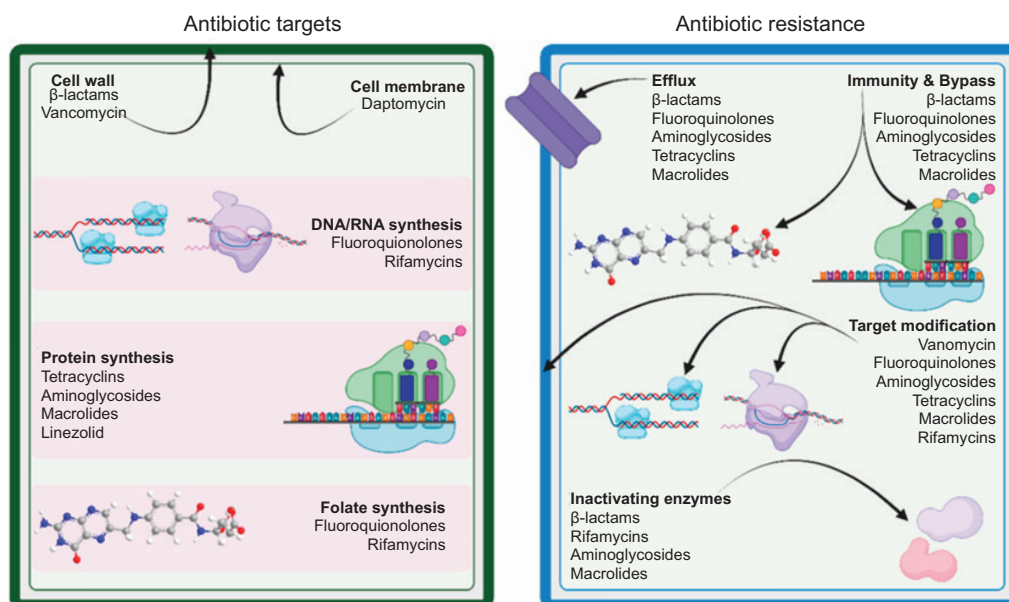 Antibiotic targets
Cell wall
β-lactams
Vancomycin
Cell membrane
Daptomycin
DNA/RNA synthesis
Fluoroquionolones
Rifamycins
Protein synthesis
Tetracyclins
Aminoglycosides
Macrolides
Linezolid
Folate synthesis
Fluoroquionolones
Rifamycins
Antibiotic resistance
Efflux
β-lactams
Fluoroquinolones
Aminoglycosides
Tetracyclins
Macrolides
Immunity & Bypass
β-lactams
Fluoroquinolones
Aminoglycosides
Tetracyclins
Macrolides
Target modification
Vanomycin
Fluoroquinolones
Aminoglycosides
Tetracyclins
Macrolides
Rifamycins
Inactivating enzymes
β-lactams
Rifamycins
Aminoglycosides
Macrolides